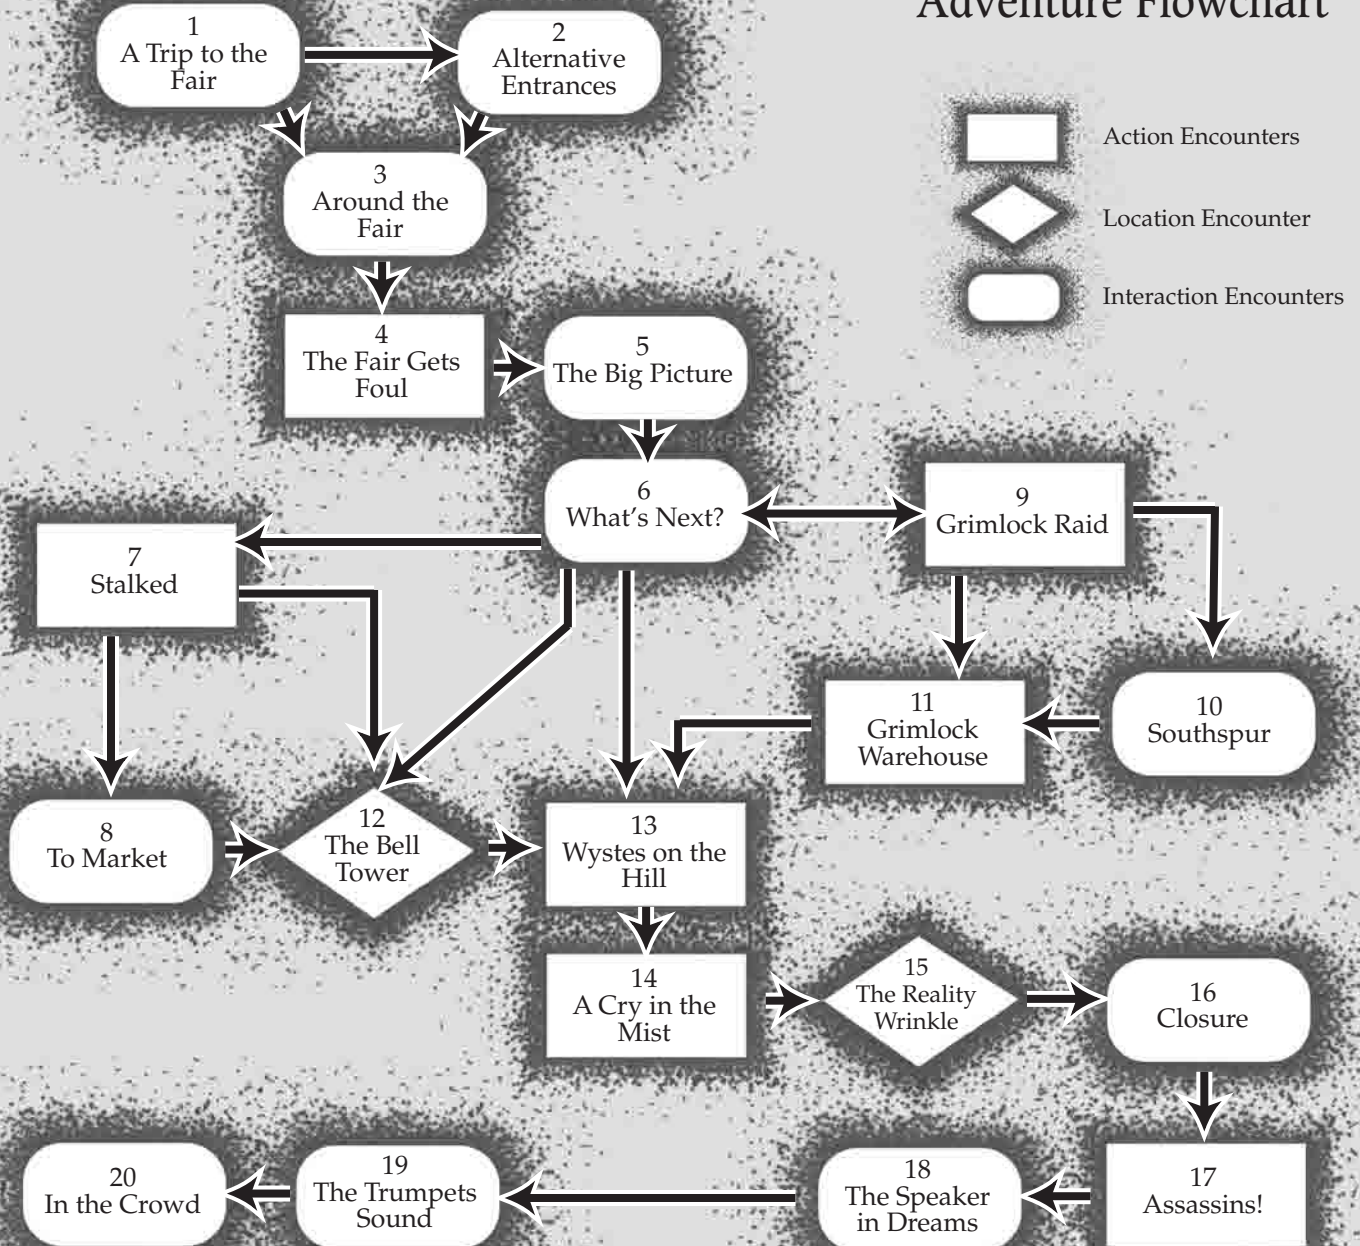 Adventure Flowchart
1
A Trip to the
Fair
2
Alternative
Entrances
Action Encounters
3
Around the
Fair
Location Encounter
Interaction Encounters
4
The Fair Gets
Foul
5
The Big Picture
6
What's Next?
9
Grimlock Raid
7
Stalked
11
Grimlock
Warehouse
10
Southspur
8
To Market
12
The Bell
Tower
13
Wystes on the
Hill
14
A Cry in the
Mist
15
The Reality
Wrinkle
16
Closure
20
In the Crowd
19
The Trumpets
Sound
18
The Speaker
in Dreams
17
Assassins!